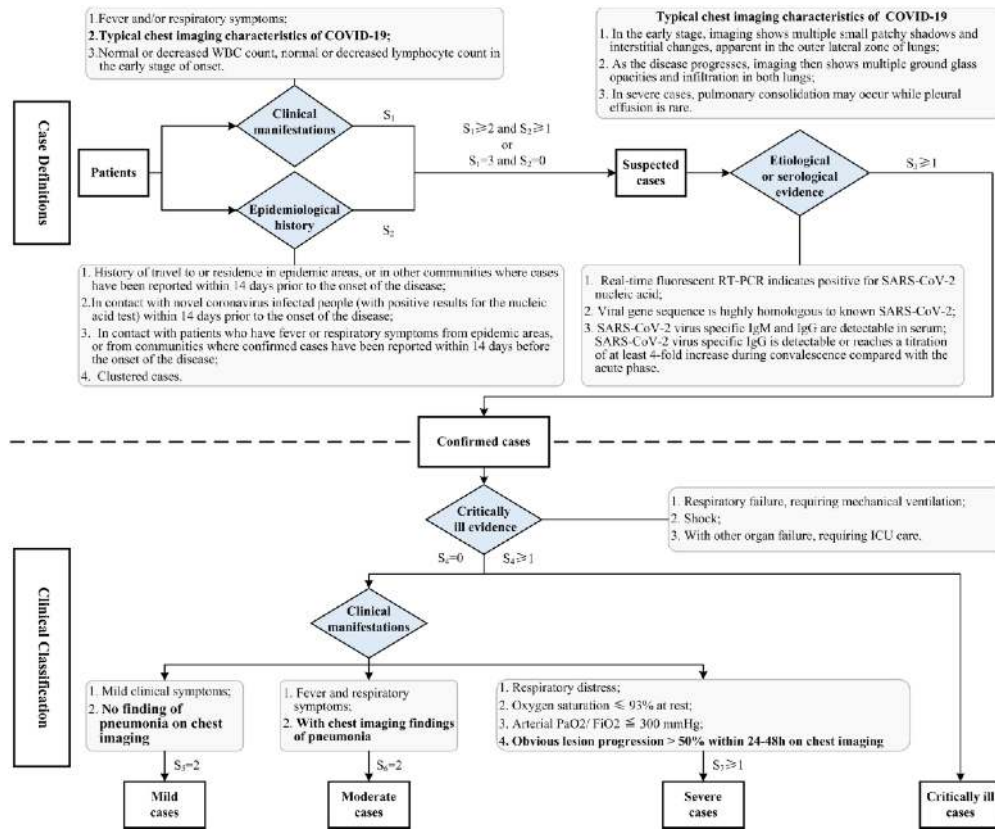 1.Fever and/or respiratory symptoms;
2.Typical chest imaging characteristics of COVID-19;
3.Normal or decreased WBC count, normal or decreased lymphocyte count in
the early stage of onset.
Typical chest imaging characteristics of COVID-19
1. In the early stage, imaging shows multiple small patchy shadows and
interstitial changes, apparent in the outer lateral zone of lungs;
2. As the disease progresses, imaging then shows multiple ground glass
opacities and infiltration in both lungs;
3. In severe cases, pulmonary consolidation may occur while pleural
effusion is rare.
Case Definitions
Patients
Clinical
manifestations
S1
Epidemiological
history
S2
S1≥2 and S2≥1
or
S1=3 and S2=0
Suspected
cases
Etiological
or serological
evidence
S3≥1
1. History of travel to or residence in epidemic areas, or in other communities where cases
have been reported within 14 days prior to the onset of the disease;
2.In contact with novel coronavirus infected people (with positive results for the nucleic
acid test) within 14 days prior to the onset of the disease;
3. In contact with patients who have fever or respiratory symptoms from epidemic areas,
or from communities where confirmed cases have been reported within 14 days before
the onset of the disease;
4. Clustered cases.
1. Real-time fluorescent RT-PCR indicates positive for SARS-CoV-2
nucleic acid;
2. Viral gene sequence is highly homologous to known SARS-CoV-2;
3. SARS-CoV-2 virus specific IgM and IgG are detectable in serum;
SARS-CoV-2 virus specific IgG is detectable or reaches a titration
of at least 4-fold increase during convalescence compared with the
acute phase.
Confirmed cases
Clinical Classification
Critically
ill evidence
1. Respiratory failure, requiring mechanical ventilation;
2. Shock;
3. With other organ failure, requiring ICU care.
S4=0
S4≥1
Clinical
manifestations
1. Mild clinical symptoms;
2. No finding of
pneumonia on chest
imaging
1. Fever and respiratory
symptoms;
2. With chest imaging findings
of pneumonia
1. Respiratory distress;
2. Oxygen saturation ≦ 93% at rest;
3. Arterial PaO2/ FiO2 ≦ 300 mmHg;
4. Obvious lesion progression > 50% within 24-48h on chest imaging
S5=2
S6=2
S7≥1
Mild
cases
Moderate
cases
Severe
cases
Critically ill
cases